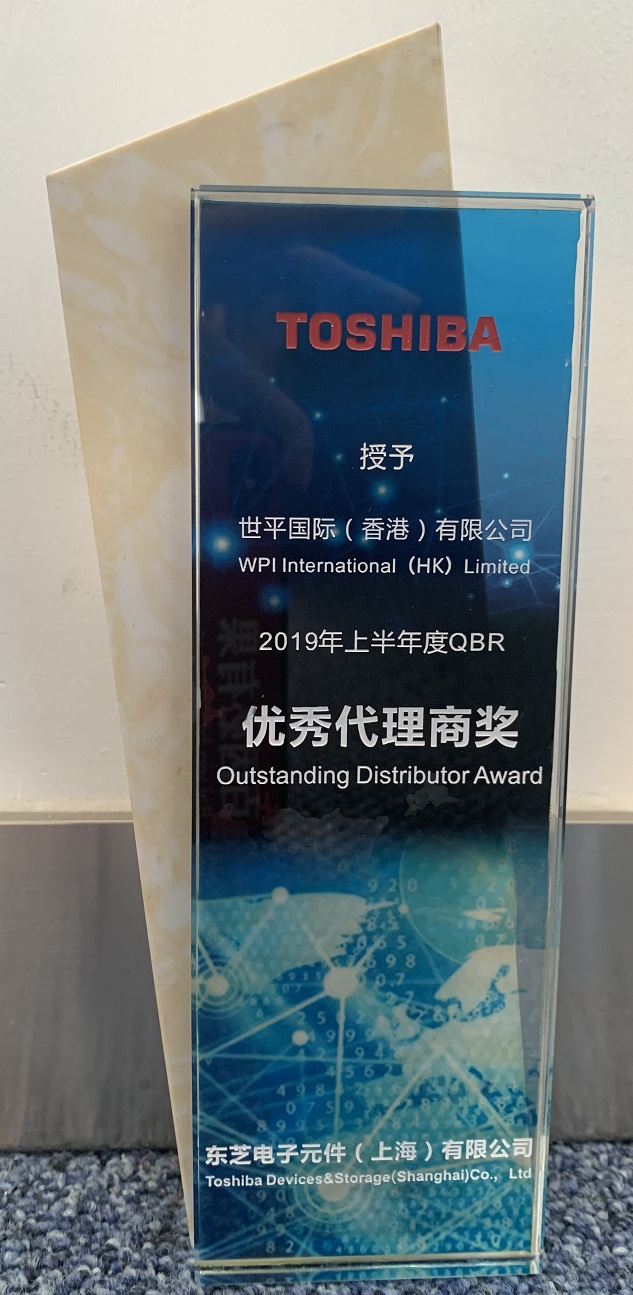 TOSHIBA
授予
世平国际（香港）有限公司
WPI International（HK）Limited
2019年上半年度QBR
优秀代理商奖
Outstanding Distributor Award
东芝电子元件（上海）有限公司
Toshiba Devices&Storage(Shanghai)Co.，Ltd